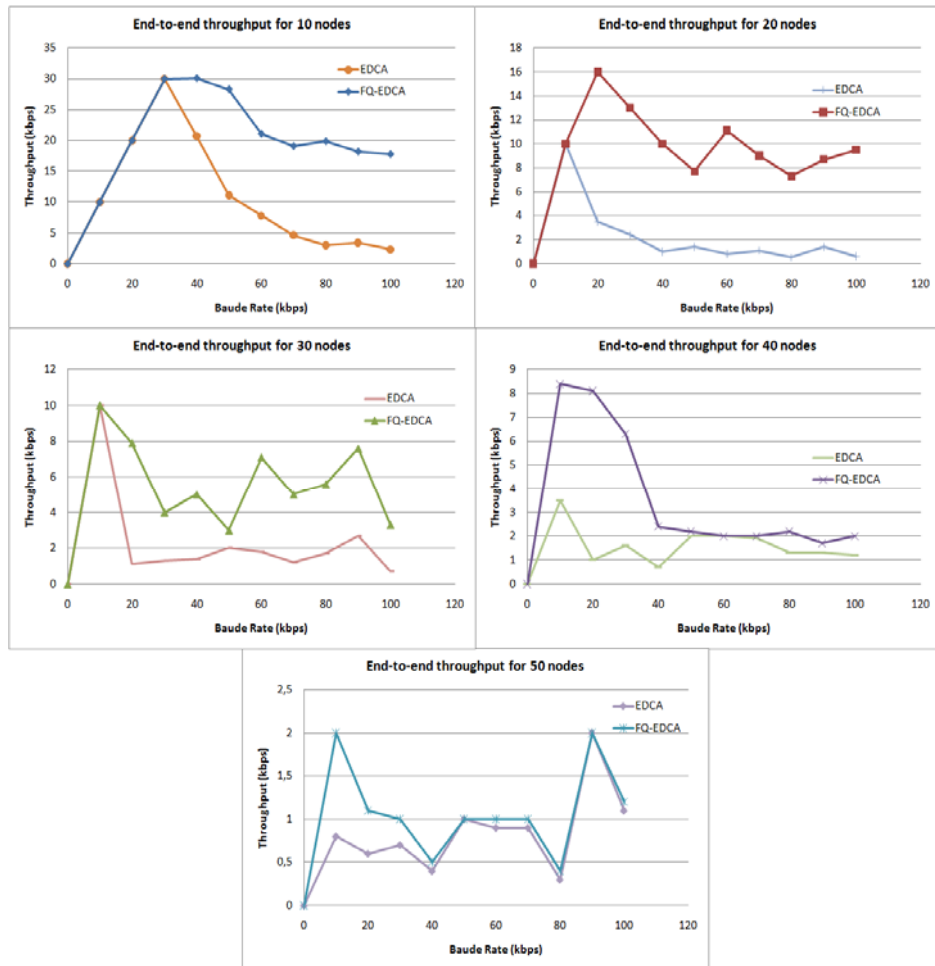 End-to-end throughput for 10 nodes
35
30
25
20
15
10
5
0
Throughput (kbps)
EDCA
FQ-EDCA
0 20 40 60 80 100 120
Baude Rate (kbps)
End-to-end throughput for 20 nodes
18
16
14
12
10
8
6
4
2
0
Throughput (kbps)
EDCA
FQ-EDCA
0 20 40 60 80 100 120
Baude Rate (kbps)
End-to-end throughput for 30 nodes
12
10
8
6
4
2
0
Throughput (kbps)
EDCA
FQ-EDCA
0 20 40 60 80 100 120
Baude Rate (kbps)
End-to-end throughput for 40 nodes
9
8
7
6
5
4
3
2
1
0
Throughput (kbps)
EDCA
FQ-EDCA
0 20 40 60 80 100 120
Baude Rate (kbps)
End-to-end throughput for 50 nodes
2,5
2
1,5
1
0,5
0
Throughput (kbps)
EDCA
FQ-EDCA
0 20 40 60 80 100 120
Baude Rate (kbps)